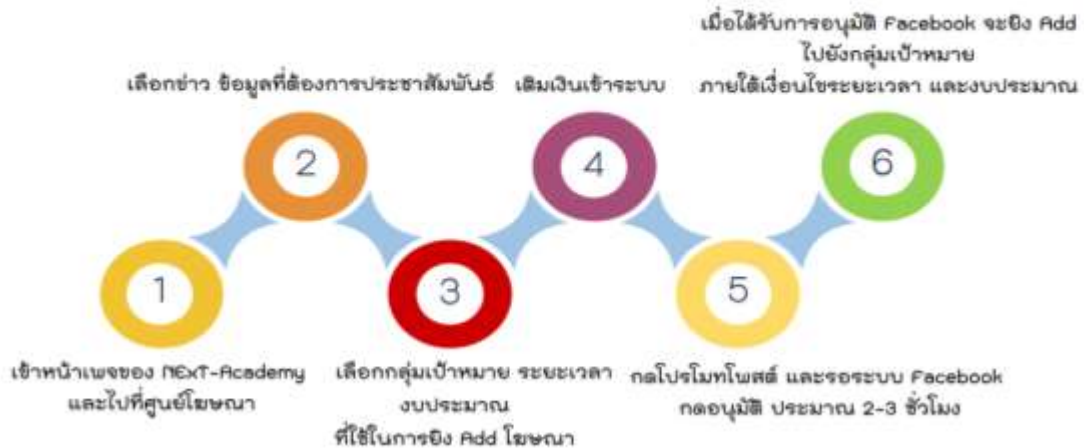 1
เข้าหน้าเพจของ NExT-Academy
และไปที่ศูนย์โฆษณา
2
เลือกข่าว ข้อมูลที่ต้องการประชาสัมพันธ์
3
เลือกกลุ่มเป้าหมาย ระยะเวลา
งบประมาณ
ที่ใช้ในการยิง Add โฆษณา
4
เติมเงินเข้าระบบ
5
กดโปรโมทโพสต์ และรอระบบ Facebook
กดอนุมัติ ประมาณ 2-3 ชั่วโมง
6
เมื่อได้รับการอนุมัติ Facebook จะยิง Add
ไปยังกลุ่มเป้าหมาย
ภายใต้เงื่อนไขระยะเวลา และงบประมาณ